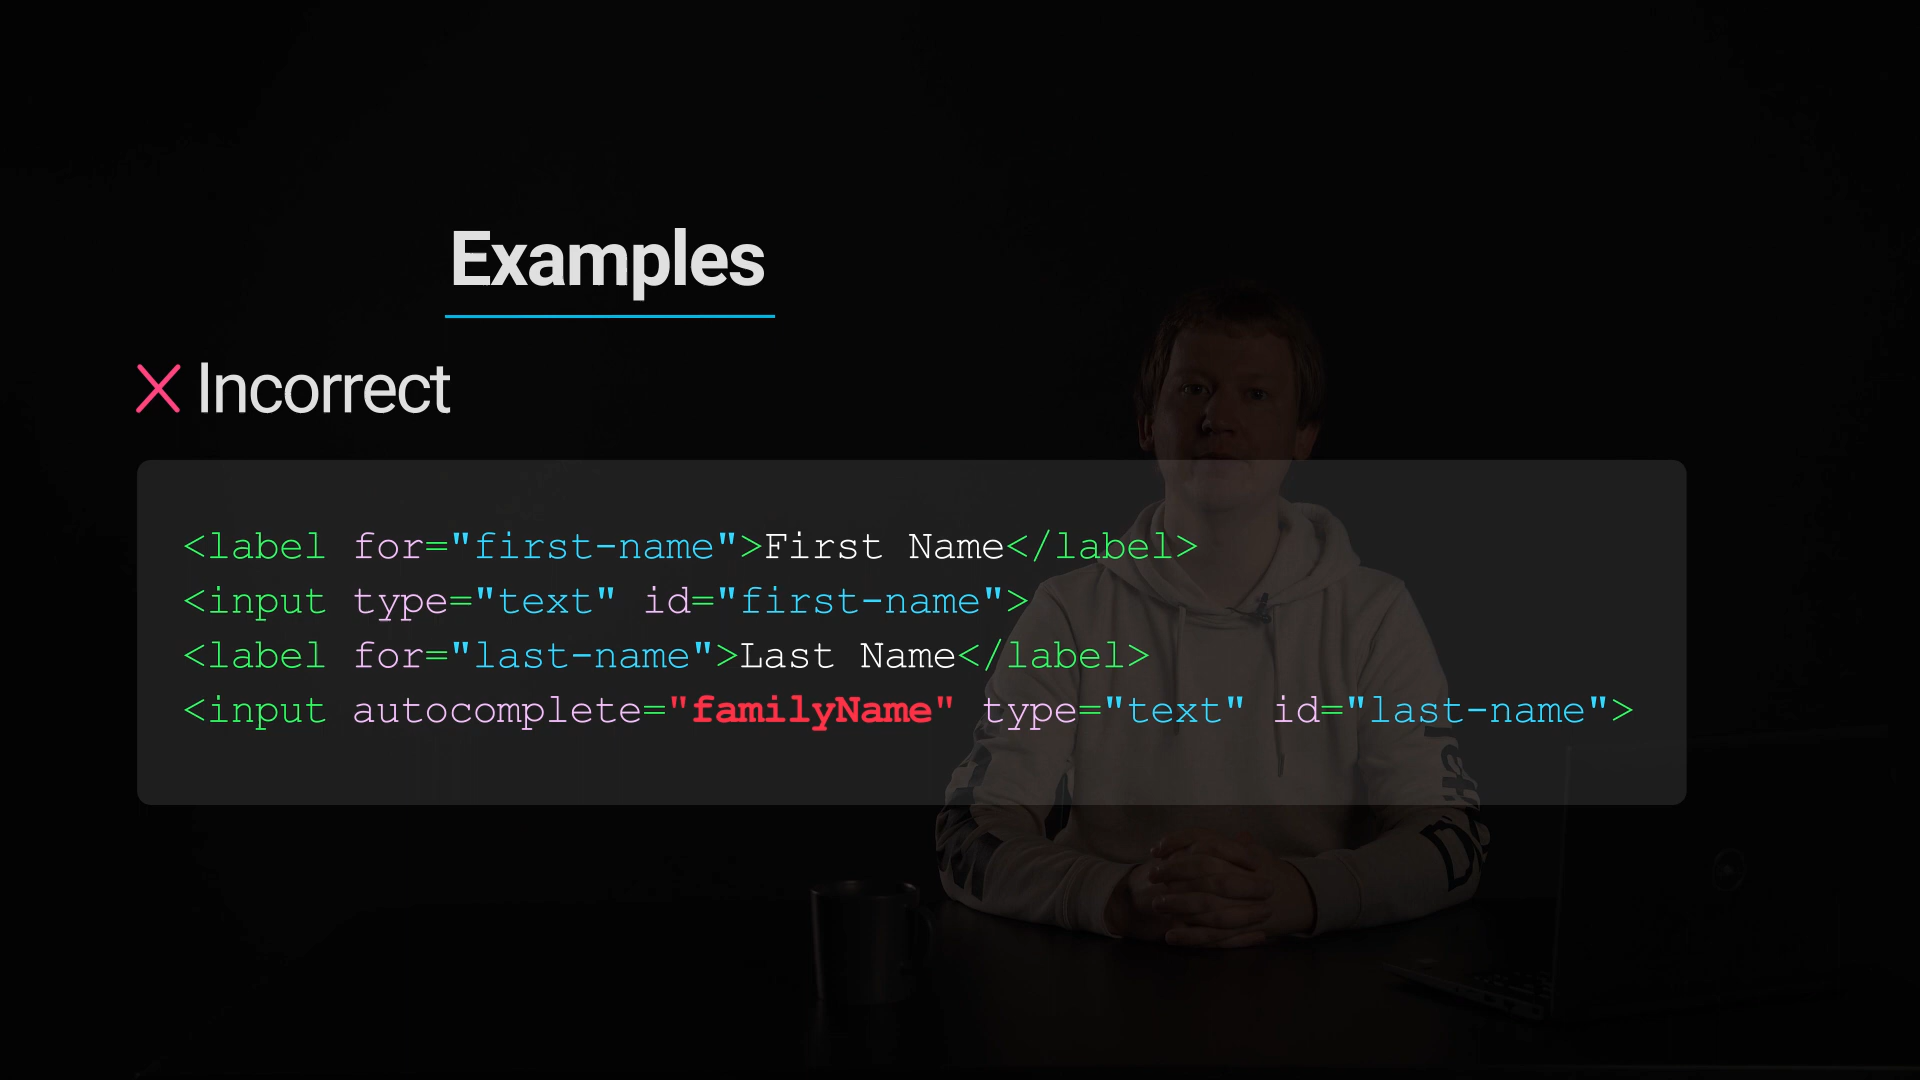 Examples
Incorrect
<label for="first-name">First Name</label>
<input type="text" id="first-name">
<label for="last-name">Last Name</label>
<input autocomplete="familyName" type="text" id="last-name">